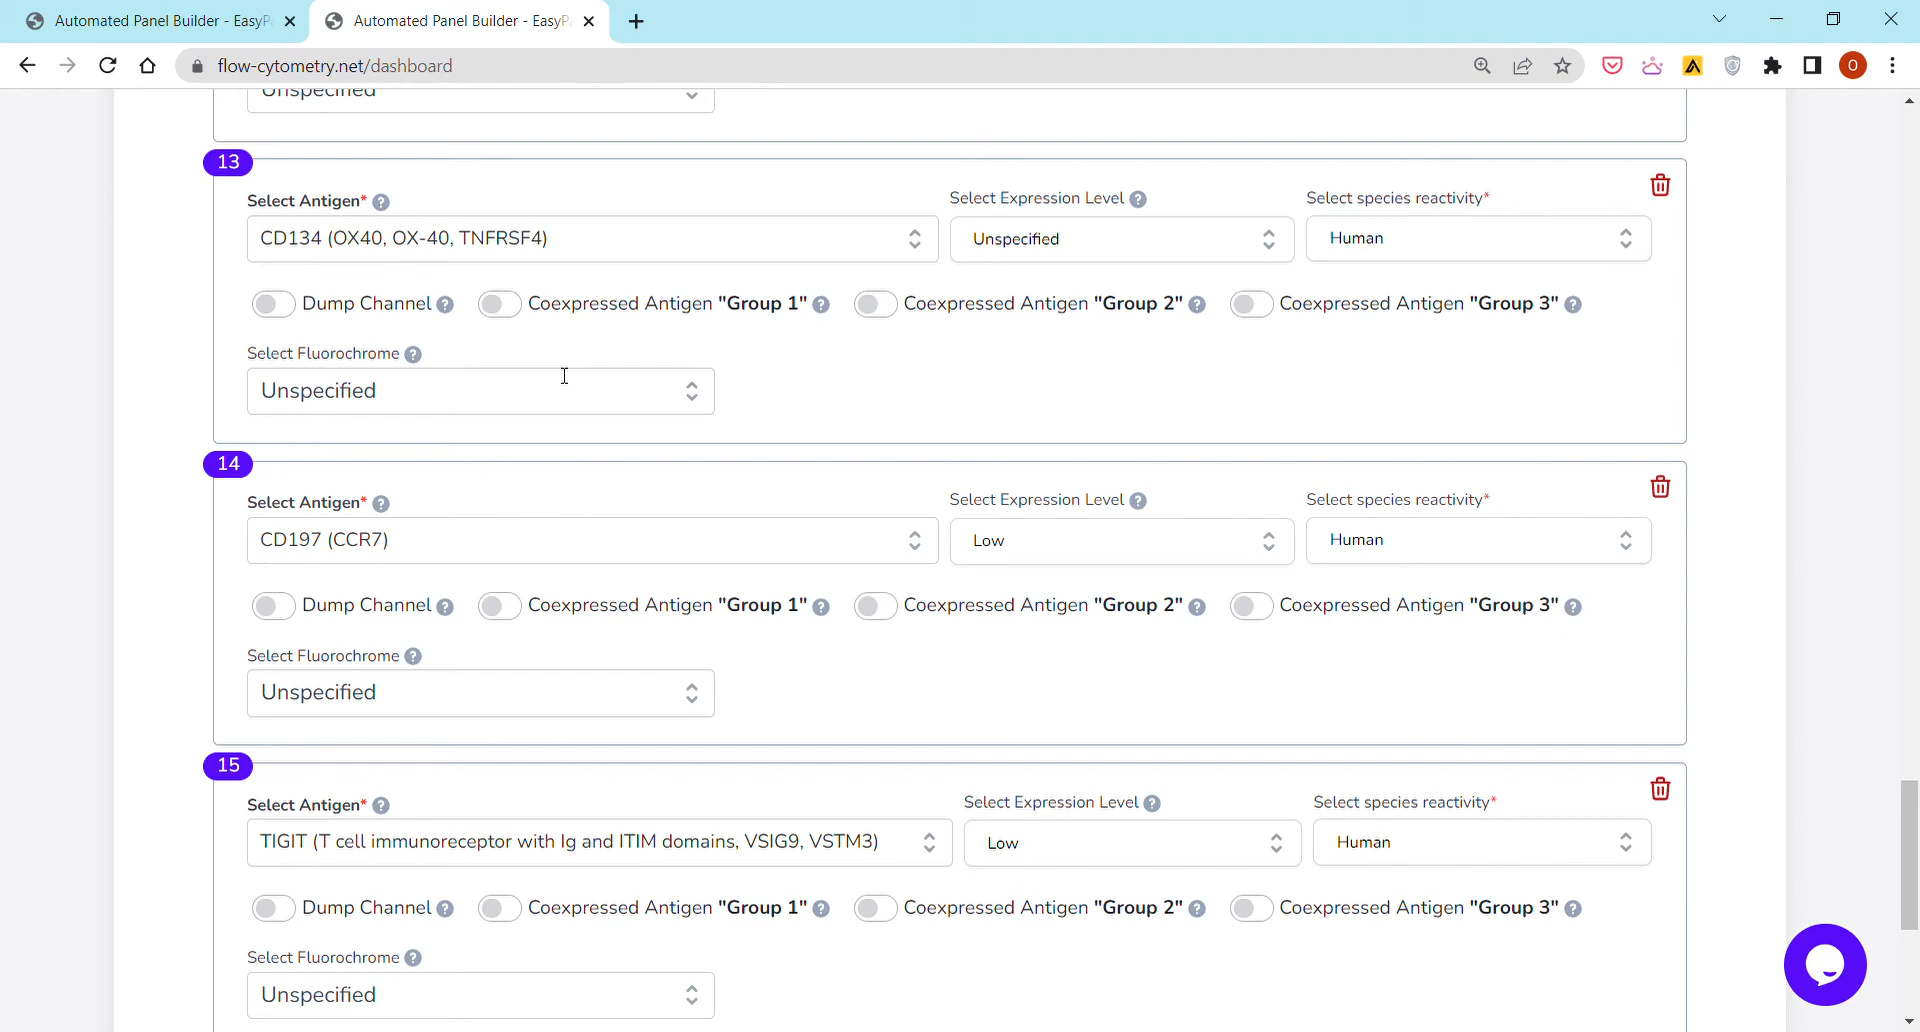 Automated Panel Builder - EasyP
Automated Panel Builder - EasyP
flow-cytometry.net/dashboard
O
Unspecified
13
Select Antigen* ?
Select Expression Level ?
Select species reactivity*
CD134 (OX40, OX-40, TNFRSF4)
Unspecified
Human
Dump Channel ?
Coexpressed Antigen "Group 1" ?
Coexpressed Antigen "Group 2" ?
Coexpressed Antigen "Group 3" ?
Select Fluorochrome ?
Unspecified
14
Select Antigen* ?
Select Expression Level ?
Select species reactivity*
CD197 (CCR7)
Low
Human
Dump Channel ?
Coexpressed Antigen "Group 1" ?
Coexpressed Antigen "Group 2" ?
Coexpressed Antigen "Group 3" ?
Select Fluorochrome ?
Unspecified
15
Select Antigen* ?
Select Expression Level ?
Select species reactivity*
TIGIT (T cell immunoreceptor with Ig and ITIM domains, VSIG9, VSTM3)
Low
Human
Dump Channel ?
Coexpressed Antigen "Group 1" ?
Coexpressed Antigen "Group 2" ?
Coexpressed Antigen "Group 3" ?
Select Fluorochrome ?
Unspecified